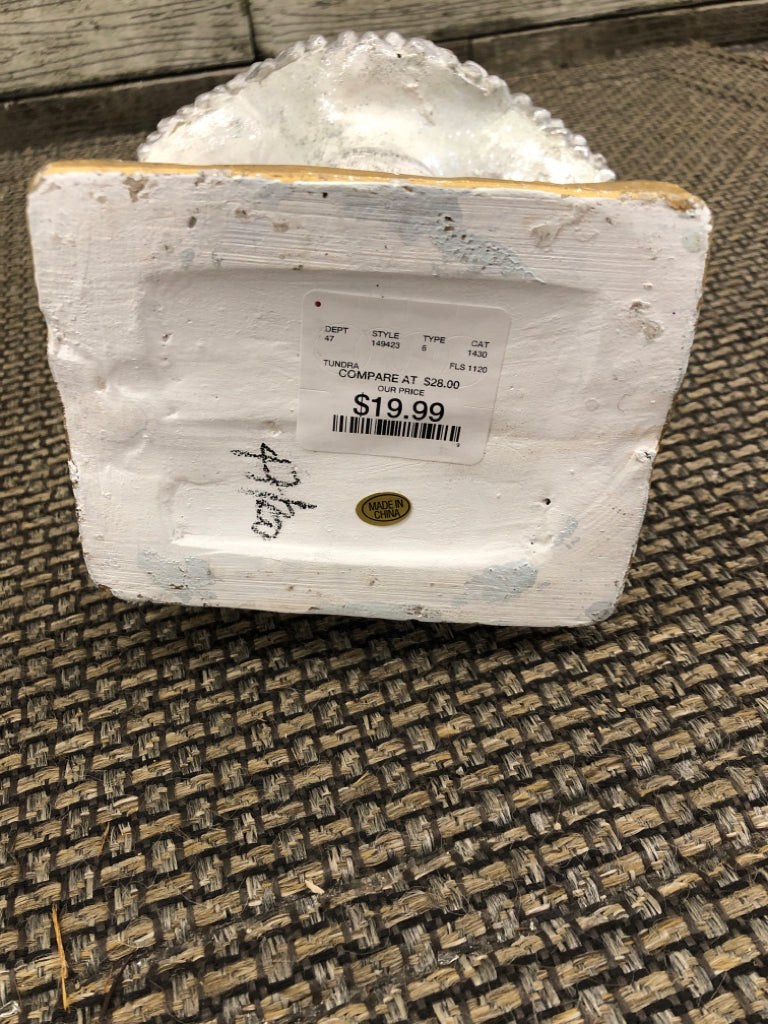 DEPT STYLE TYPE CAT
47 149423 6 1430
TUNDRA FLS 1120
COMPARE AT $28.00
OUR PRICE
$19.99
MADE IN
CHINA